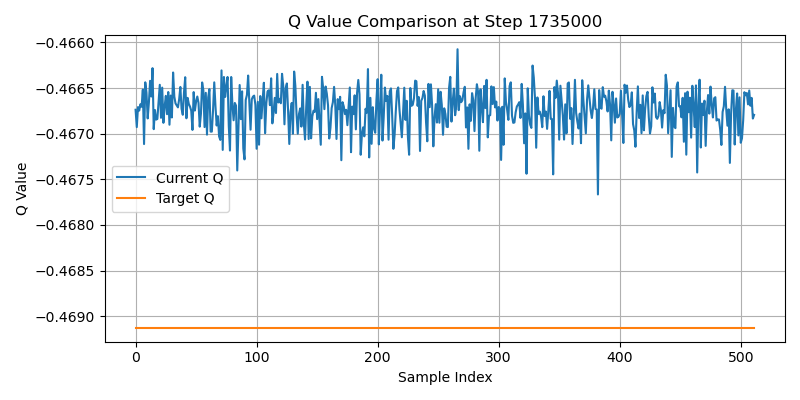 Q Value Comparison at Step 1735000
Q Value
−0.4660
−0.4665
−0.4670
−0.4675
−0.4680
−0.4685
−0.4690
Current Q
Target Q
0 100 200 300 400 500
Sample Index